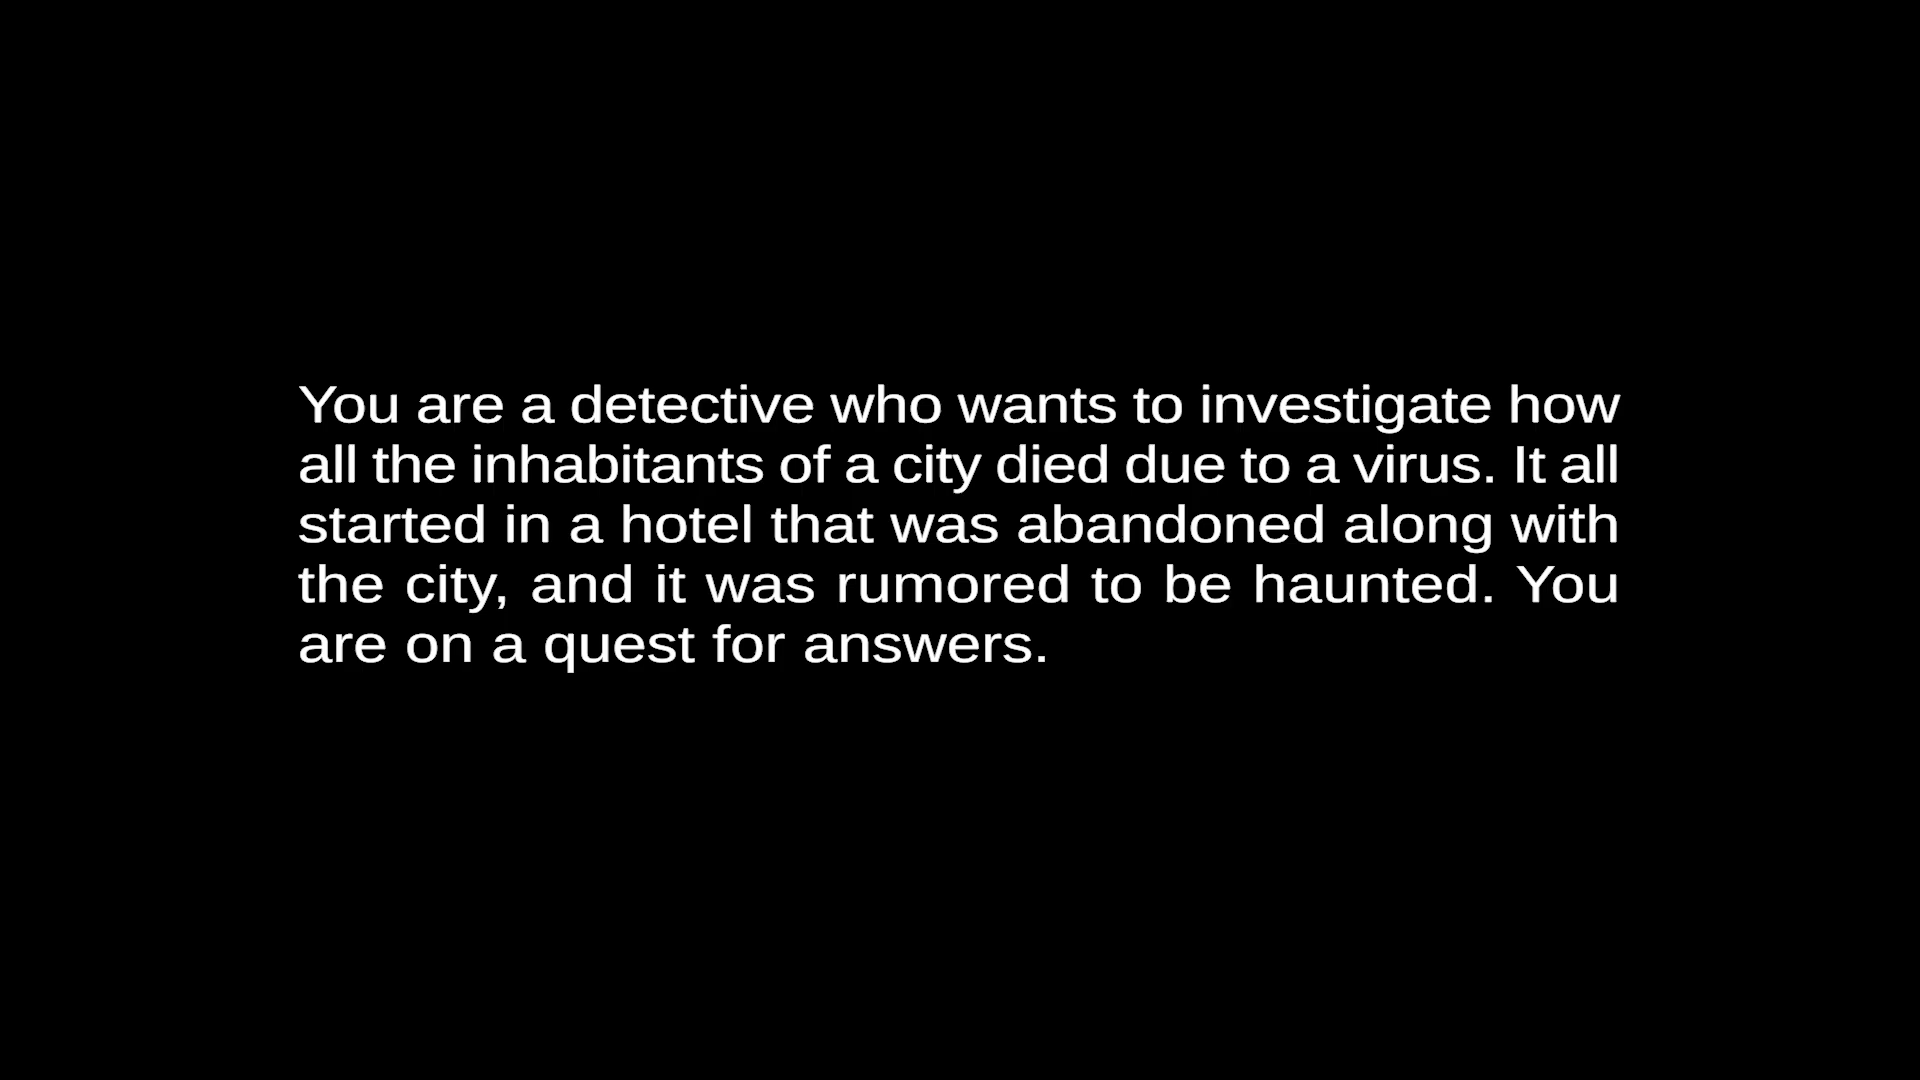 You are a detective who wants to investigate how
all the inhabitants of a city died due to a virus. It all
started in a hotel that was abandoned along with
the city, and it was rumored to be haunted. You
are on a quest for answers.